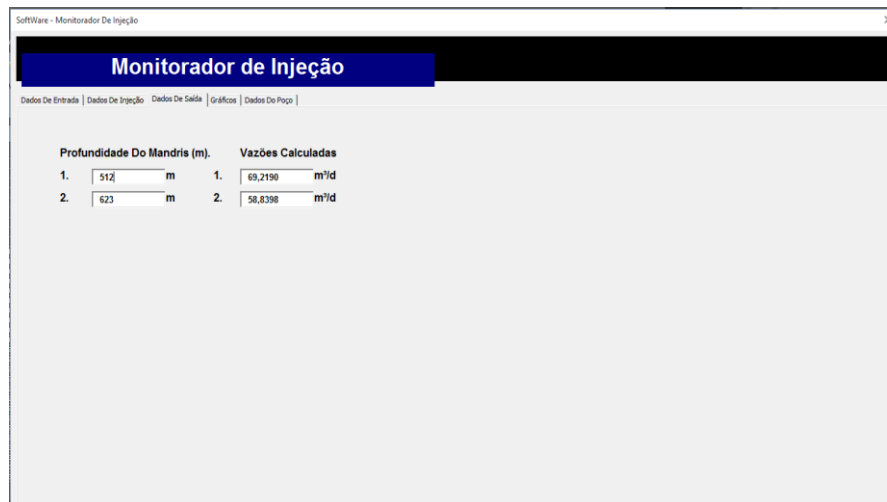 SoftWare - Monitorador De Injeção
Monitorador de Injeção
Dados De Entrada | Dados De Injeção Dados De Saída | Gráficos | Dados Do Poço |
Profundidade Do Mandris (m). Vazões Calculadas
1. 512 m 1. 69,2190 m³/d
2. 623 m 2. 58,8398 m³/d